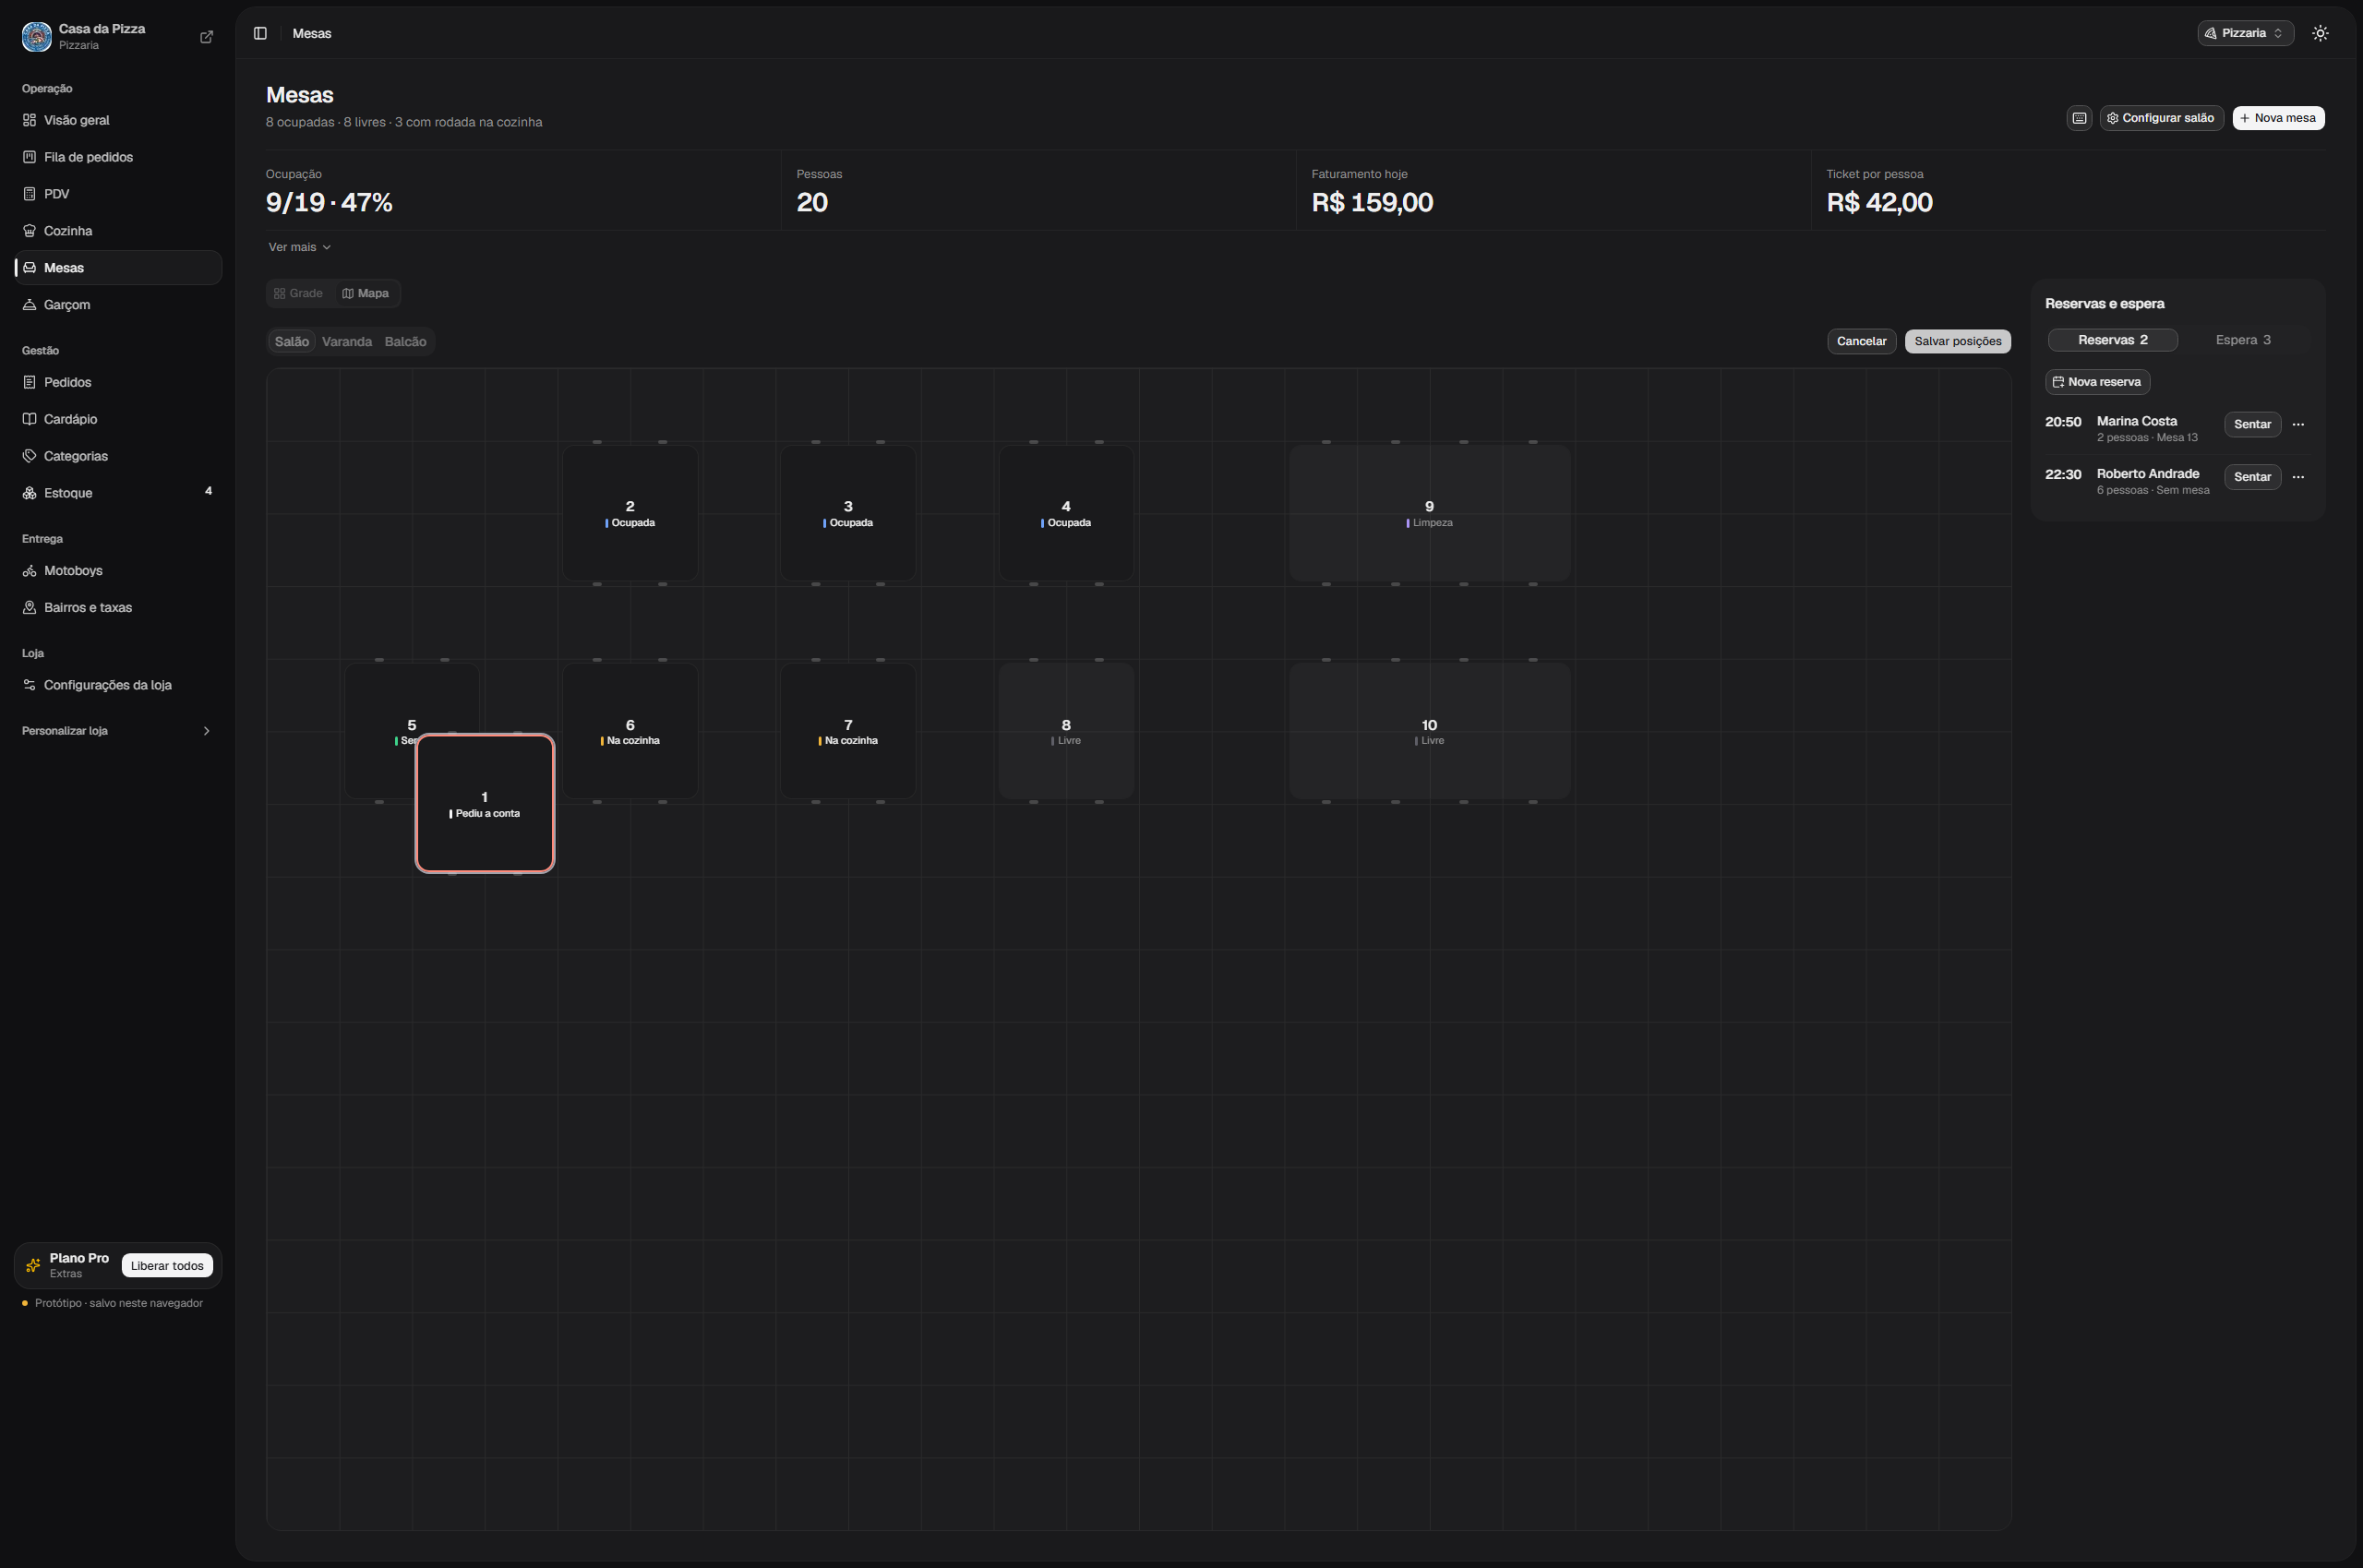 Casa da Pizza
Pizzaria
Operação
Visão geral
Fila de pedidos
PDV
Cozinha
Mesas
Garçom
Gestão
Pedidos
Cardápio
Categorias
Estoque 4
Entrega
Motoboys
Bairros e taxas
Loja
Configurações da loja
Personalizar loja
Plano Pro
Extras
Liberar todos
Protótipo · salvo neste navegador
Mesas
Pizzaria
Mesas
8 ocupadas · 8 livres · 3 com rodada na cozinha
Configurar salão
+ Nova mesa
Ocupação
9/19 · 47%
Pessoas
20
Faturamento hoje
R$ 159,00
Ticket por pessoa
R$ 42,00
Ver mais
Grade Mapa
Salão Varanda Balcão
Cancelar Salvar posições
2
Ocupada
3
Ocupada
4
Ocupada
9
Limpeza
5
Ser
6
Na cozinha
7
Na cozinha
8
Livre
10
Livre
1
Pediu a conta
Reservas e espera
Reservas 2 Espera 3
Nova reserva
20:50 Marina Costa
2 pessoas · Mesa 13
Sentar
22:30 Roberto Andrade
6 pessoas · Sem mesa
Sentar